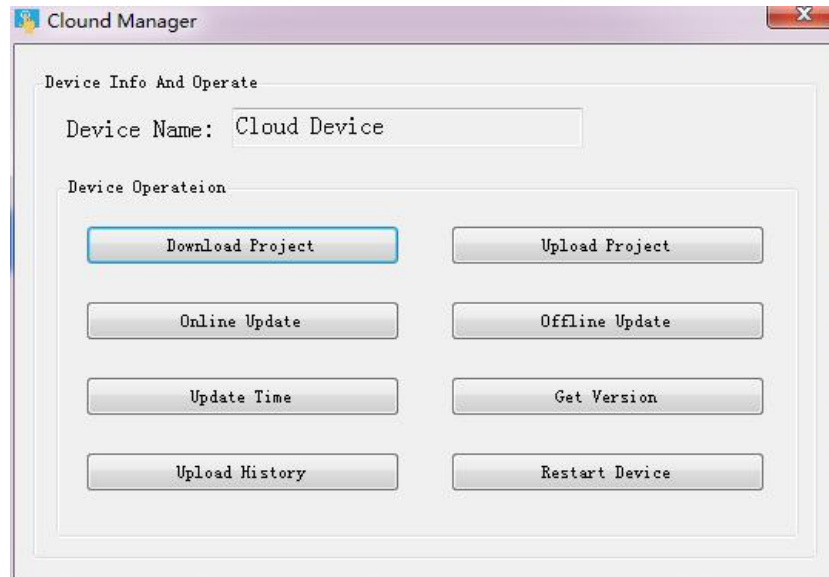 Clound Manager
Device Info And Operate
Device Name: Cloud Device
Device Operateion
Download Project Upload Project
Online Update Offline Update
Update Time Get Version
Upload History Restart Device